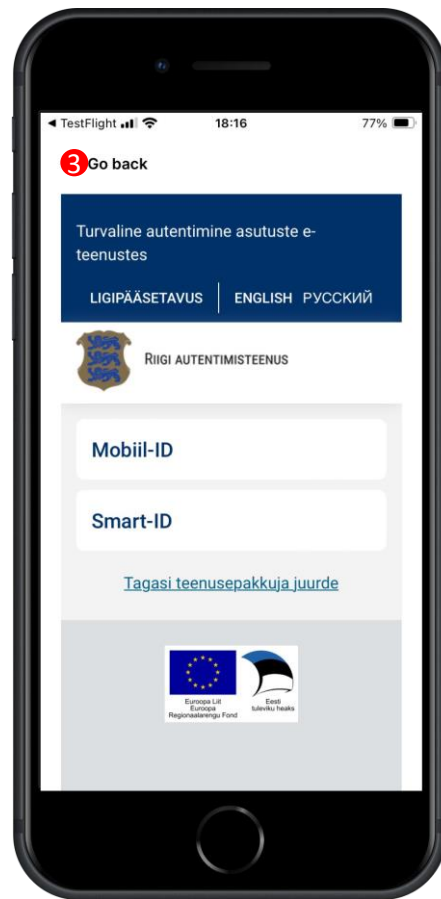 TestFlight 18:16 77%
3 Go back
Turvaline autentimine asutuste e-
teenustes
LIGIPÄÄSETAVUS ENGLISH РУССКИЙ
RIIGI AUTENTIMISTEENUS
Mobiil-ID
Smart-ID
Tagasi teenusepakkuja juurde
Euroopa Liit
Euroopa
Regionaalarengu Fond
Eesti
tuleviku heaks